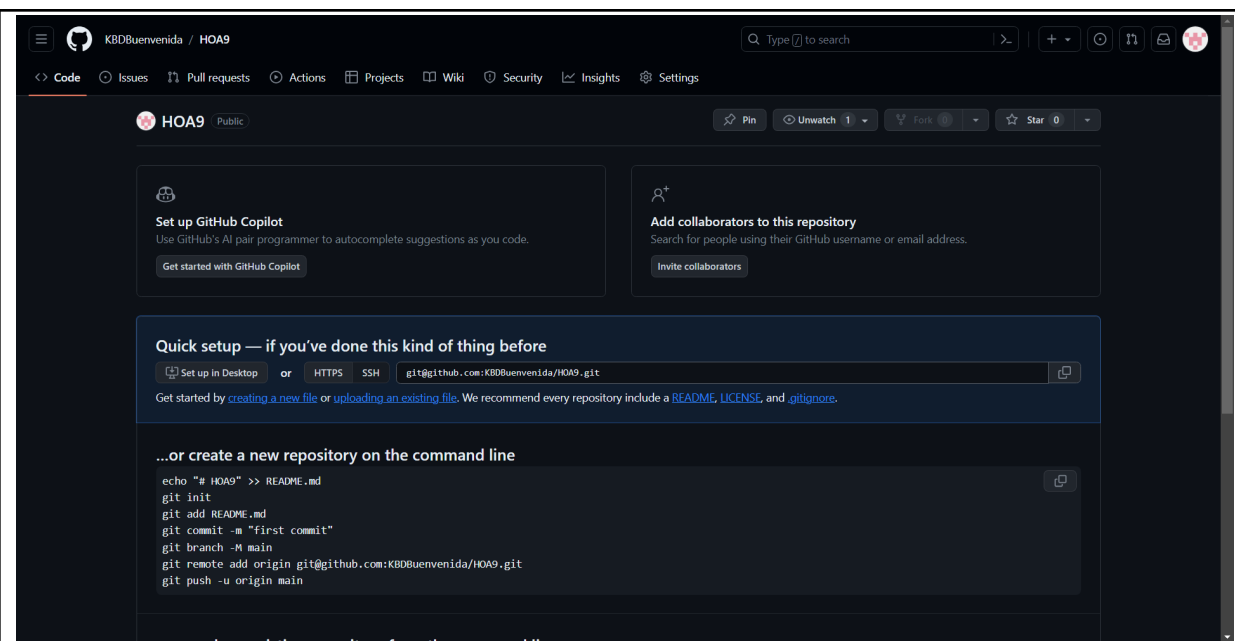 KBDBuenvenida / HOA9
Type / to search
Code Issues Pull requests Actions Projects Wiki Security Insights Settings
HOA9 Public
Pin Unwatch 1 Fork 0 Star 0
Set up GitHub Copilot
Use GitHub's AI pair programmer to autocomplete suggestions as you code.
Get started with GitHub Copilot
Add collaborators to this repository
Search for people using their GitHub username or email address.
Invite collaborators
Quick setup — if you've done this kind of thing before
Set up in Desktop or HTTPS SSH git@github.com:KBDBuenvenida/HOA9.git
Get started by creating a new file or uploading an existing file. We recommend every repository include a README, LICENSE, and .gitignore.
...or create a new repository on the command line
echo "# HOA9" >> README.md
git init
git add README.md
git commit -m "first commit"
git branch -M main
git remote add origin git@github.com:KBDBuenvenida/HOA9.git
git push -u origin main